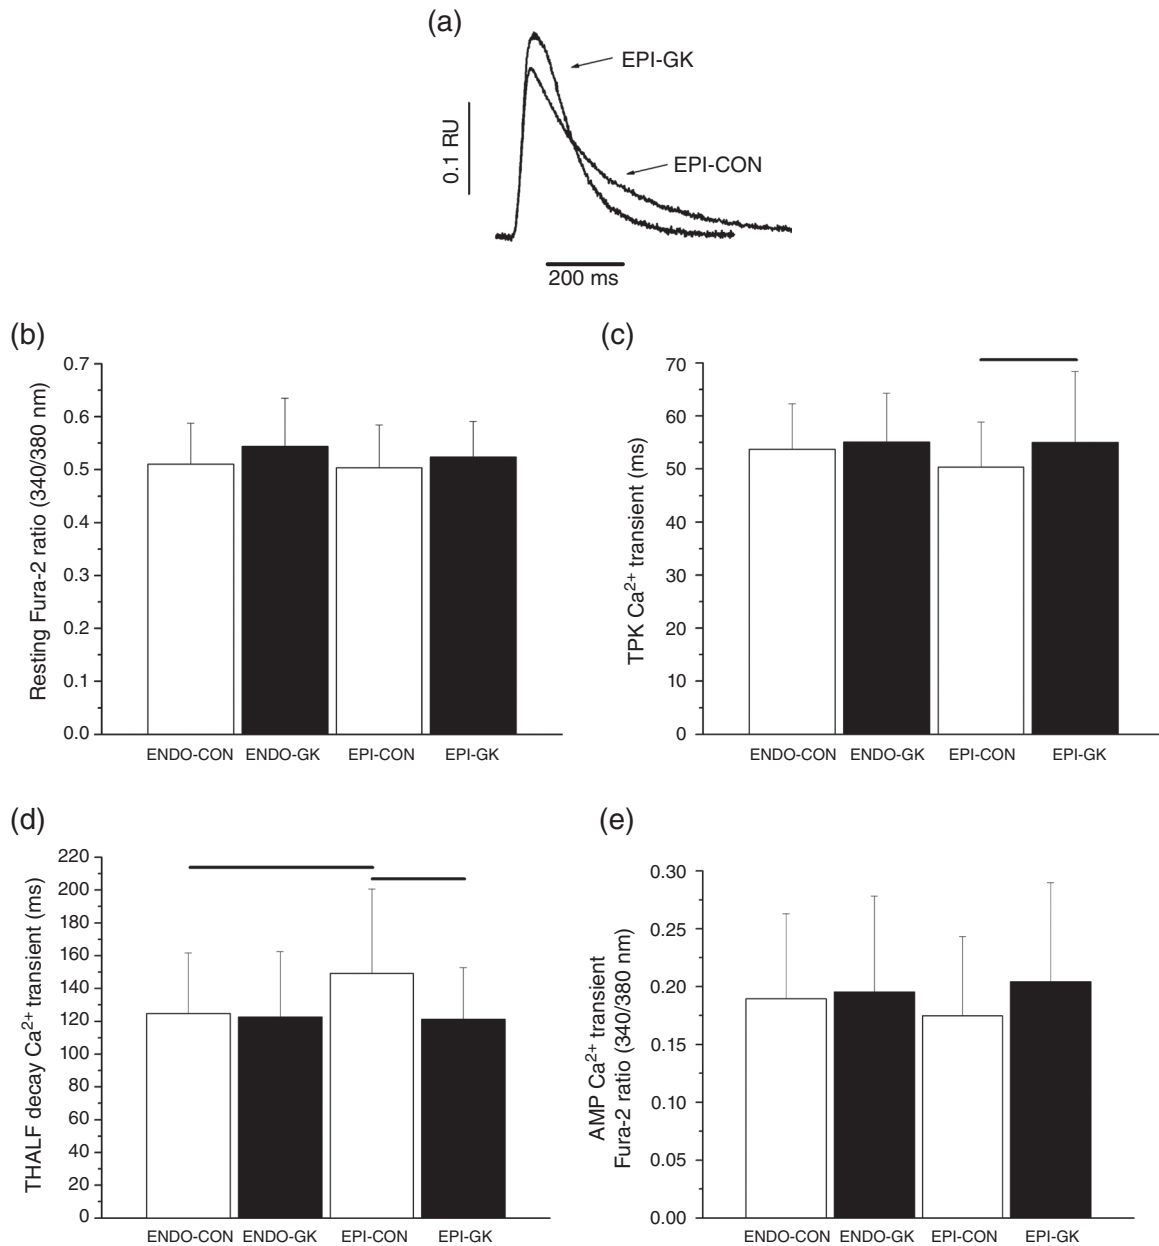 (a)
EPI-GK
EPI-CON
0.1 RU
200 ms
(b)
Resting Fura-2 ratio (340/380 nm)
0.7
0.6
0.5
0.4
0.3
0.2
0.1
0.0
ENDO-CON ENDO-GK EPI-CON EPI-GK
(c)
TPK Ca²⁺ transient (ms)
70
60
50
40
30
20
10
0
ENDO-CON ENDO-GK EPI-CON EPI-GK
(d)
THALF decay Ca²⁺ transient (ms)
220
200
180
160
140
120
100
80
60
40
20
0
ENDO-CON ENDO-GK EPI-CON EPI-GK
(e)
AMP Ca²⁺ transient
Fura-2 ratio (340/380 nm)
0.30
0.25
0.20
0.15
0.10
0.05
0.00
ENDO-CON ENDO-GK EPI-CON EPI-GK